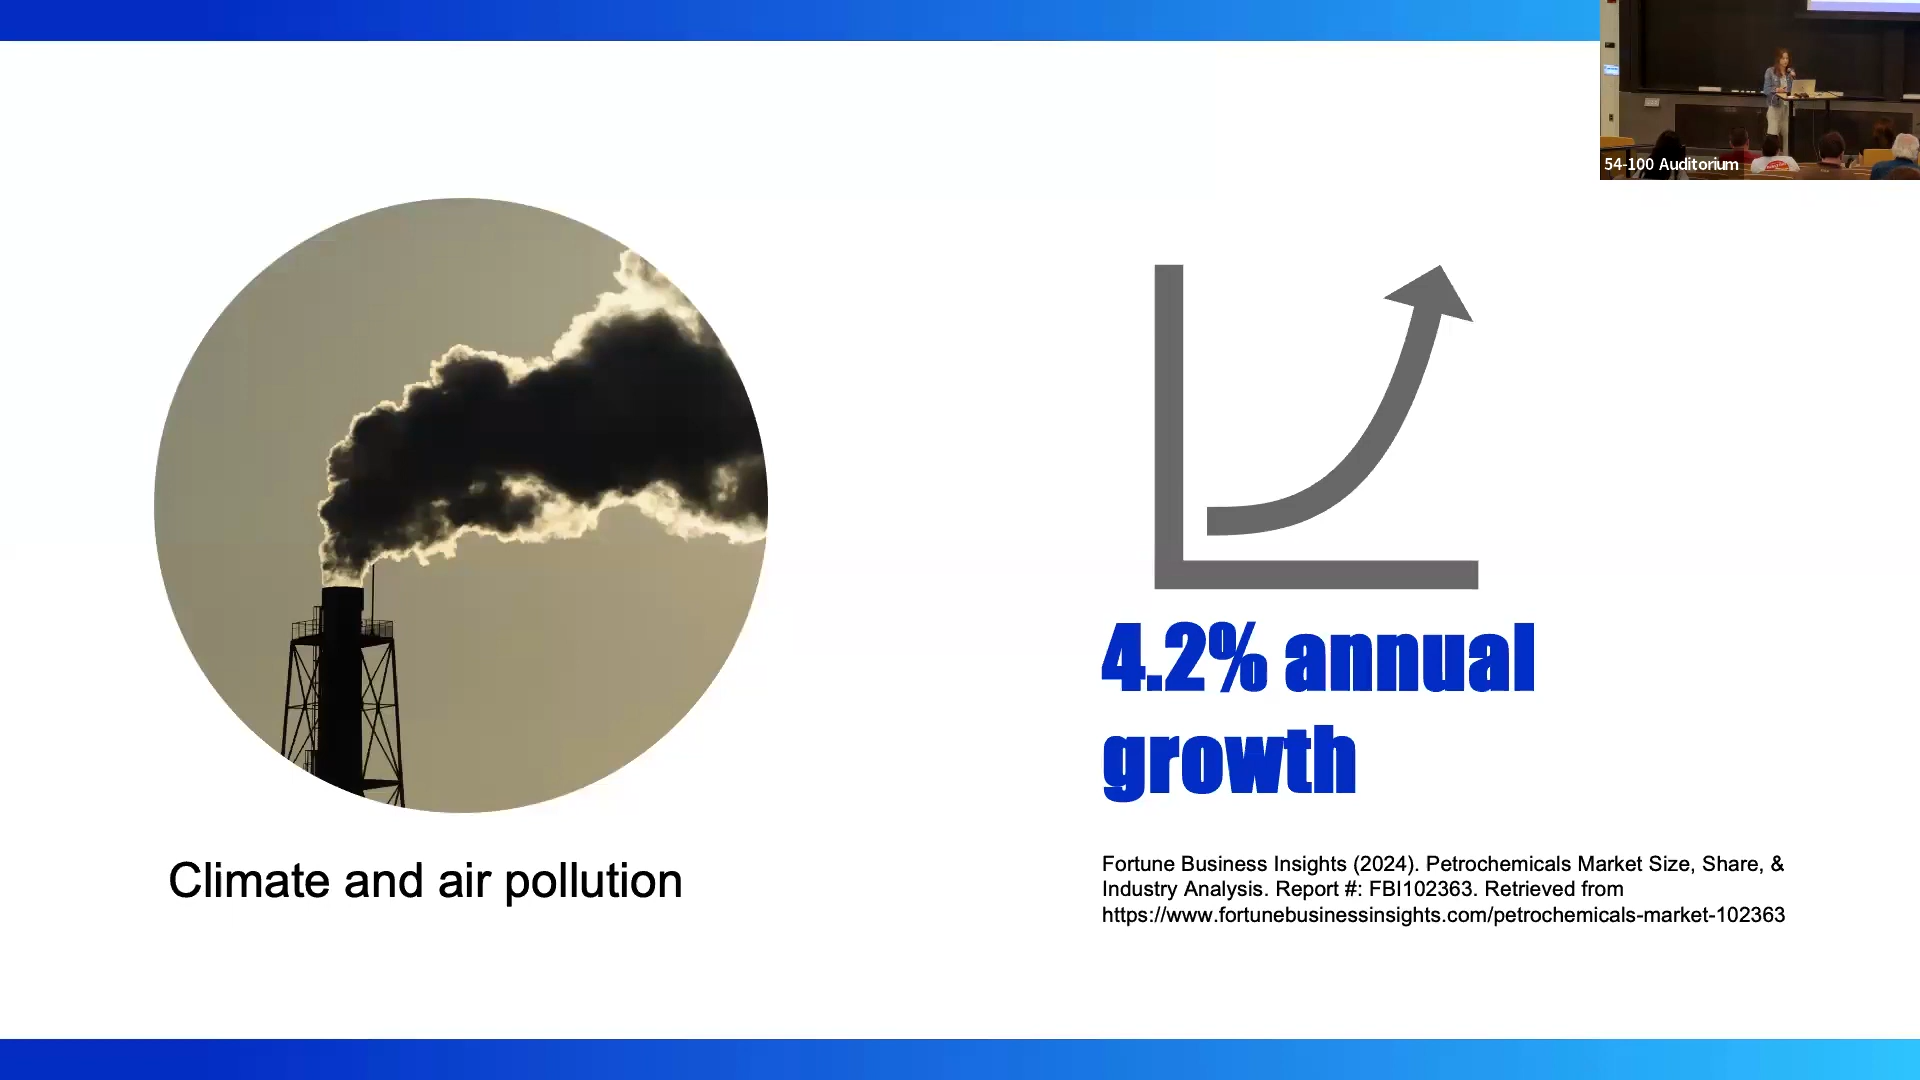 54-100 Auditorium
4.2% annual
growth
Climate and air pollution
Fortune Business Insights (2024). Petrochemicals Market Size, Share, &
Industry Analysis. Report #: FBI102363. Retrieved from
https://www.fortunebusinessinsights.com/petrochemicals-market-102363